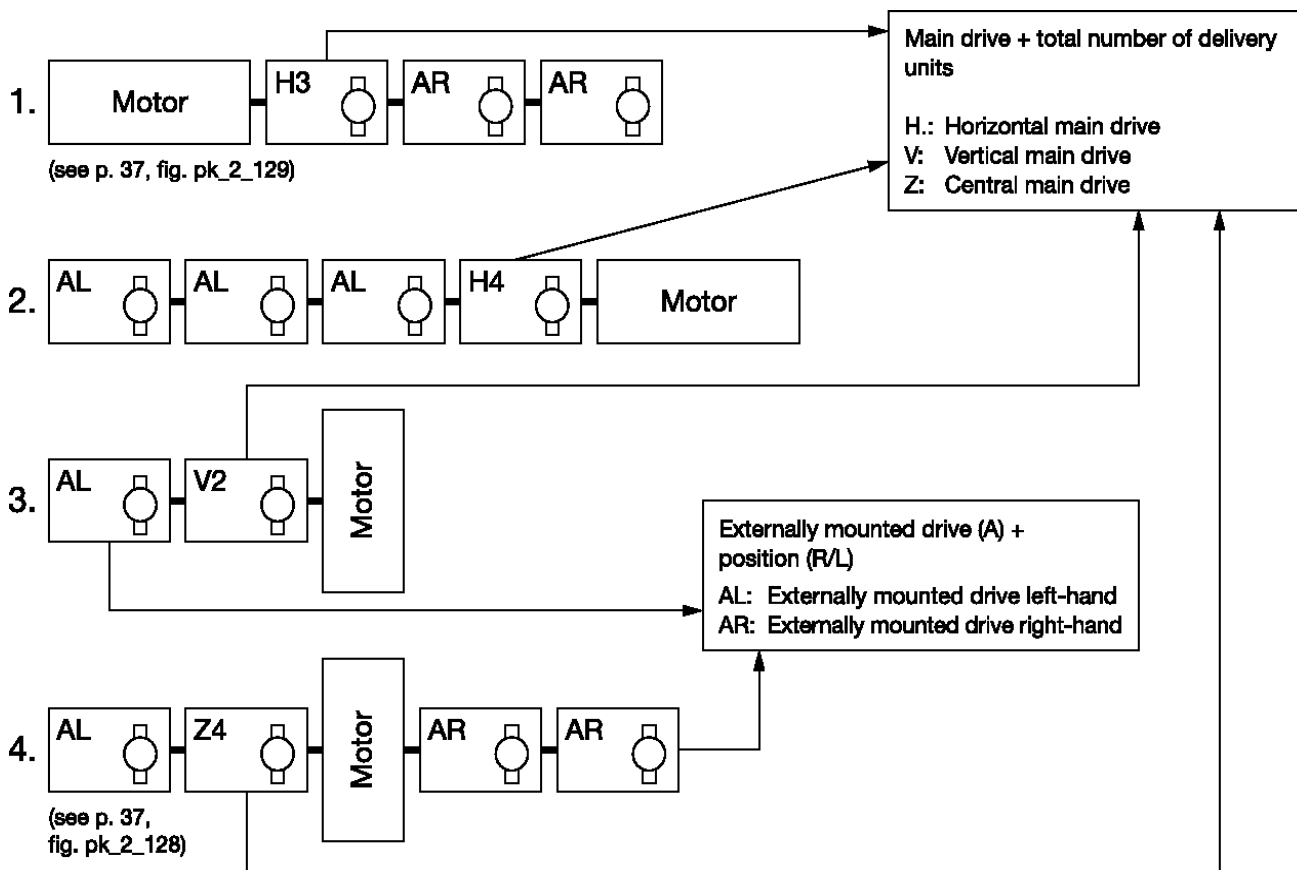 Main drive + total number of delivery
units
H.: Horizontal main drive
V: Vertical main drive
Z: Central main drive
1.
Motor
H3
AR
AR
(see p. 37, fig. pk_2_129)
2.
AL
AL
AL
H4
Motor
3.
AL
V2
Motor
Externally mounted drive (A) +
position (R/L)
AL: Externally mounted drive left-hand
AR: Externally mounted drive right-hand
4.
AL
Z4
Motor
AR
AR
(see p. 37,
fig. pk_2_128)